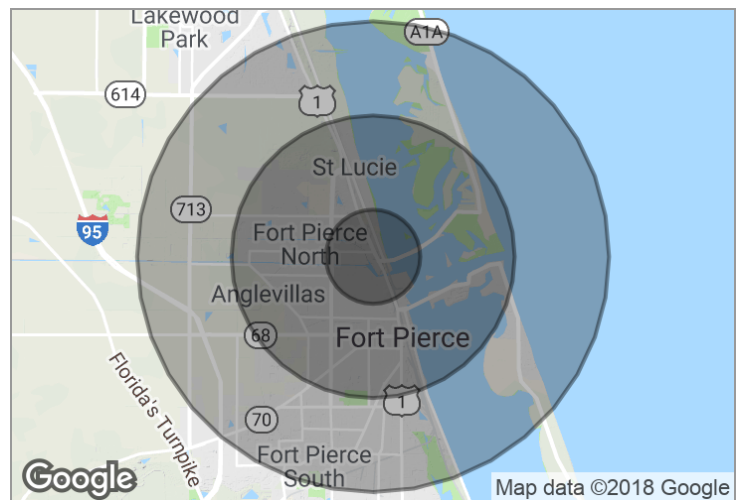 Lakewood
Park
A1A
614
1
St Lucie
713
95
Fort Pierce
North
Anglevillas
68
Fort Pierce
Florida's Turnpike
1
70
Fort Pierce
South
Google
Map data ©2018 Google